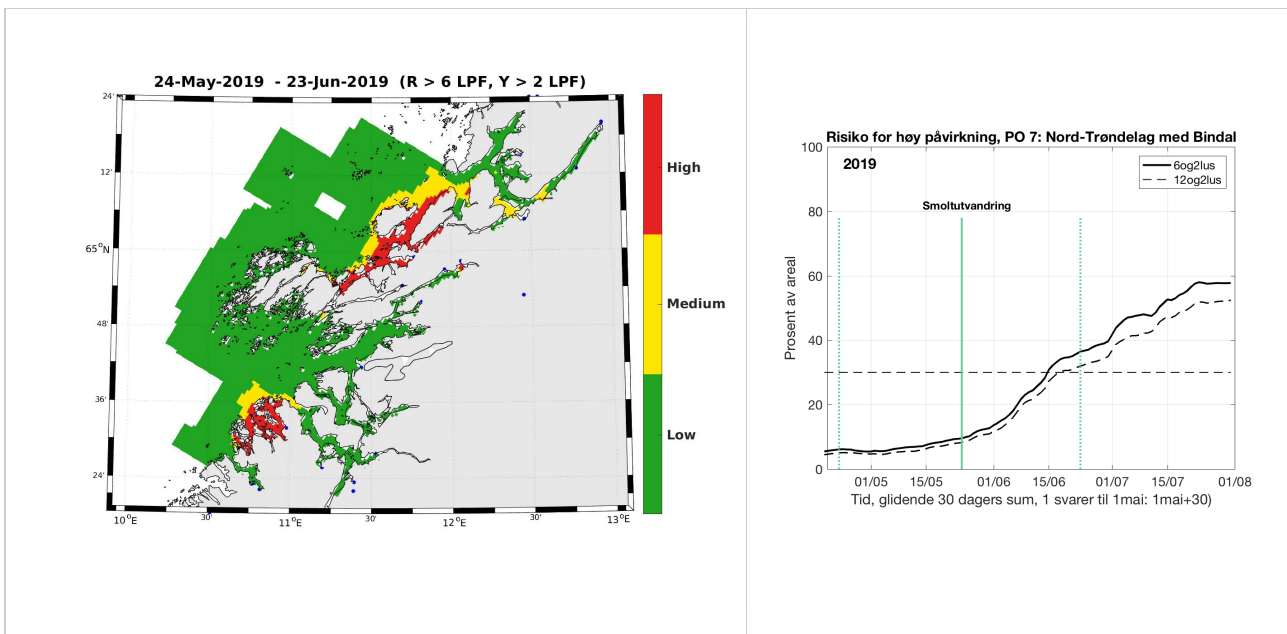 24-May-2019 - 23-Jun-2019 (R > 6 LPF, Y > 2 LPF)
24'
12'
65°N
48'
36'
24'
10°E
30'
11°E
30'
12°E
30'
13°E
High
Medium
Low
Risiko for høy påvirkning, PO 7: Nord-Trøndelag med Bindal
2019
6og2lus
12og2lus
Smoltutvandring
Prosent av areal
100
80
60
40
20
0
01/05 15/05 01/06 15/06 01/07 15/07 01/08
Tid, glidende 30 dagers sum, 1 svarer til 1mai: 1mai+30)